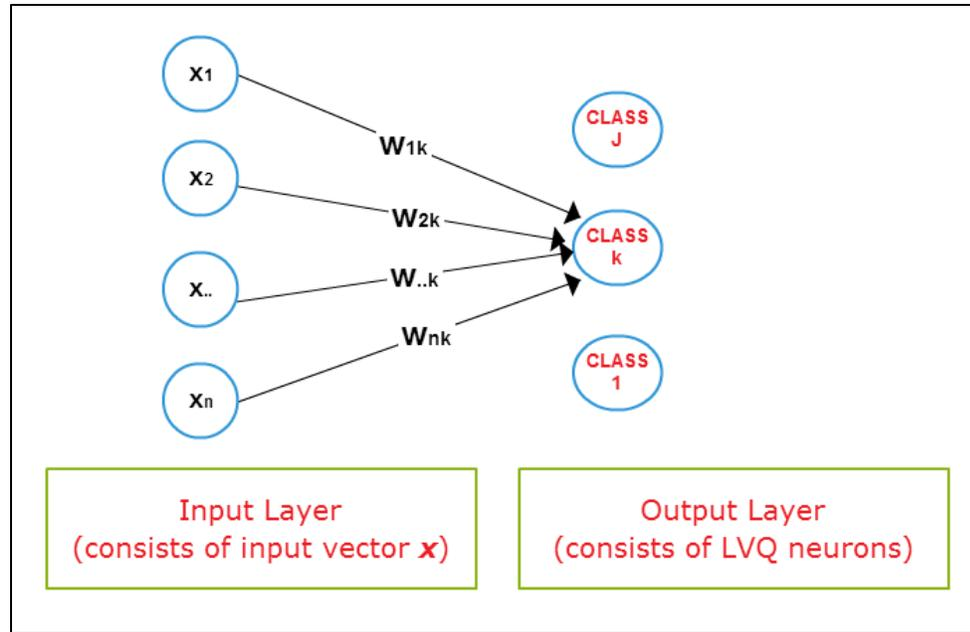 x1
x2
x..
xn
W1k
W2k
W..k
Wnk
CLASS
J
CLASS
k
CLASS
1
Input Layer
(consists of input vector x)
Output Layer
(consists of LVQ neurons)